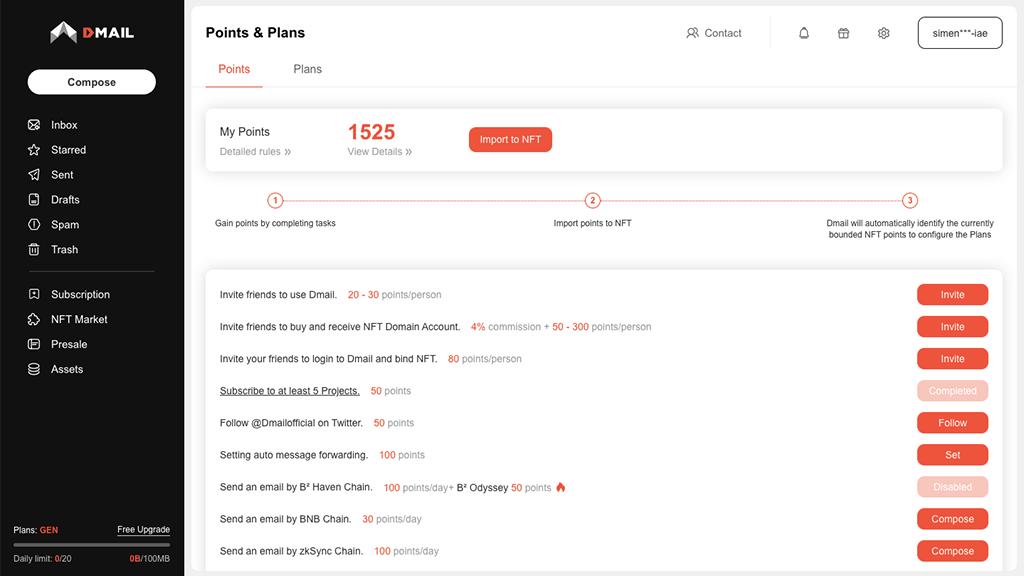 DMAIL
Compose
Inbox
Starred
Sent
Drafts
Spam
Trash
Subscription
NFT Market
Presale
Assets
Plans: GEN
Free Upgrade
Daily limit: 0/20
0B/100MB
Points & Plans
Contact
simen***-iae
Points
Plans
My Points
Detailed rules »
1525
View Details »
Import to NFT
1
2
3
Gain points by completing tasks
Import points to NFT
Dmail will automatically identify the currently
bounded NFT points to configure the Plans
Invite friends to use Dmail. 20 - 30 points/person Invite
Invite friends to buy and receive NFT Domain Account. 4% commission + 50 - 300 points/person Invite
Invite your friends to login to Dmail and bind NFT. 80 points/person Invite
Subscribe to at least 5 Projects. 50 points Completed
Follow @Dmailofficial on Twitter. 50 points Follow
Setting auto message forwarding. 100 points Set
Send an email by B² Haven Chain. 100 points/day+ B² Odyssey 50 points Disabled
Send an email by BNB Chain. 30 points/day Compose
Send an email by zkSync Chain. 100 points/day Compose